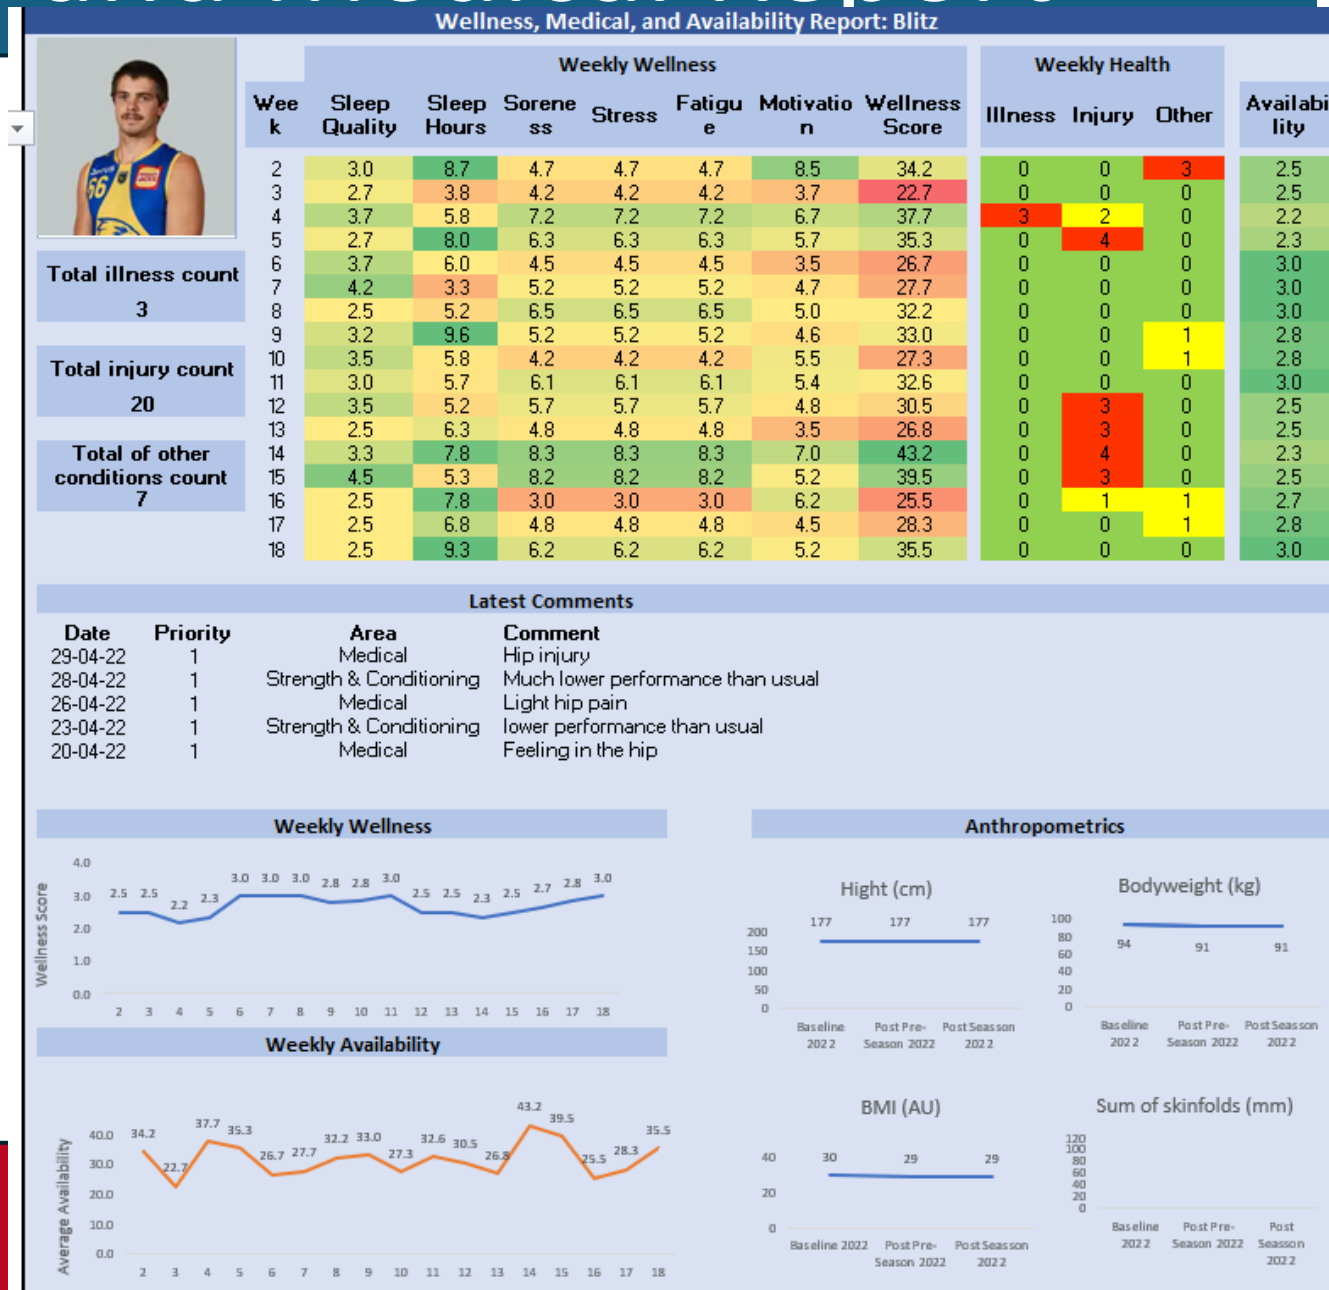 Wellness, Medical, and Availability Report: Blitz
Weekly Wellness
Weekly Health
Wee
k
Sleep
Quality
Sleep
Hours
Sorene
ss
Stress
Fatigu
e
Motivatio
n
Wellness
Score
Illness
Injury
Other
Availabi
lity
2 3.0 8.7 4.7 4.7 4.7 8.5 34.2 0 0 3 2.5
3 2.7 3.8 4.2 4.2 4.2 3.7 22.7 0 0 0 2.5
4 3.7 5.8 7.2 7.2 7.2 6.7 37.7 3 2 0 2.2
5 2.7 8.0 6.3 6.3 6.3 5.7 35.3 0 4 0 2.3
6 3.7 6.0 4.5 4.5 4.5 3.5 26.7 0 0 0 3.0
7 4.2 3.3 5.2 5.2 5.2 4.7 27.7 0 0 0 3.0
8 2.5 5.2 6.5 6.5 6.5 5.0 32.2 0 0 0 3.0
9 3.2 9.6 5.2 5.2 5.2 4.6 33.0 0 0 1 2.8
10 3.5 5.8 4.2 4.2 4.2 5.5 27.3 0 0 1 2.8
11 3.0 5.7 6.1 6.1 6.1 5.4 32.6 0 0 0 3.0
12 3.5 5.2 5.7 5.7 5.7 4.8 30.5 0 3 0 2.5
13 2.5 6.3 4.8 4.8 4.8 3.5 26.8 0 3 0 2.5
14 3.3 7.8 8.3 8.3 8.3 7.0 43.2 0 4 0 2.3
15 4.5 5.3 8.2 8.2 8.2 5.2 39.5 0 3 0 2.5
16 2.5 7.8 3.0 3.0 3.0 6.2 25.5 0 1 1 2.7
17 2.5 6.8 4.8 4.8 4.8 4.5 28.3 0 0 1 2.8
18 2.5 9.3 6.2 6.2 6.2 5.2 35.5 0 0 0 3.0
56
Total illness count
3
Total injury count
20
Total of other
conditions count
7
Latest Comments
Date Priority Area Comment
29-04-22 1 Medical Hip injury
28-04-22 1 Strength & Conditioning Much lower performance than usual
26-04-22 1 Medical Light hip pain
23-04-22 1 Strength & Conditioning lower performance than usual
20-04-22 1 Medical Feeling in the hip
Weekly Wellness
Wellness Score
4.0
3.0
2.0
1.0
0.0
2.5 2.5 2.2 2.3 3.0 3.0 3.0 2.8 2.8 3.0 2.5 2.5 2.3 2.5 2.7 2.8 3.0
2 3 4 5 6 7 8 9 10 11 12 13 14 15 16 17 18
Weekly Availability
Average Availability
40.0
30.0
20.0
10.0
0.0
34.2 22.7 37.7 35.3 26.7 27.7 32.2 33.0 27.3 32.6 30.5 26.8 43.2 39.5 25.5 28.3 35.5
2 3 4 5 6 7 8 9 10 11 12 13 14 15 16 17 18
Anthropometrics
Hight (cm)
200
150
100
50
0
177 177 177
Baseline
2022
Post Pre-
Season 2022
Post Seasson
2022
Bodyweight (kg)
100
80
60
40
20
0
94 91 91
Baseline
2022
Post Pre-
Season 2022
Post Seasson
2022
BMI (AU)
40
20
0
30 29 29
Baseline 2022
Post Pre-
Season 2022
Post Seasson
2022
Sum of skinfolds (mm)
120
100
80
60
40
20
0
Baseline
2022
Post Pre-
Season 2022
Post
Seasson
2022